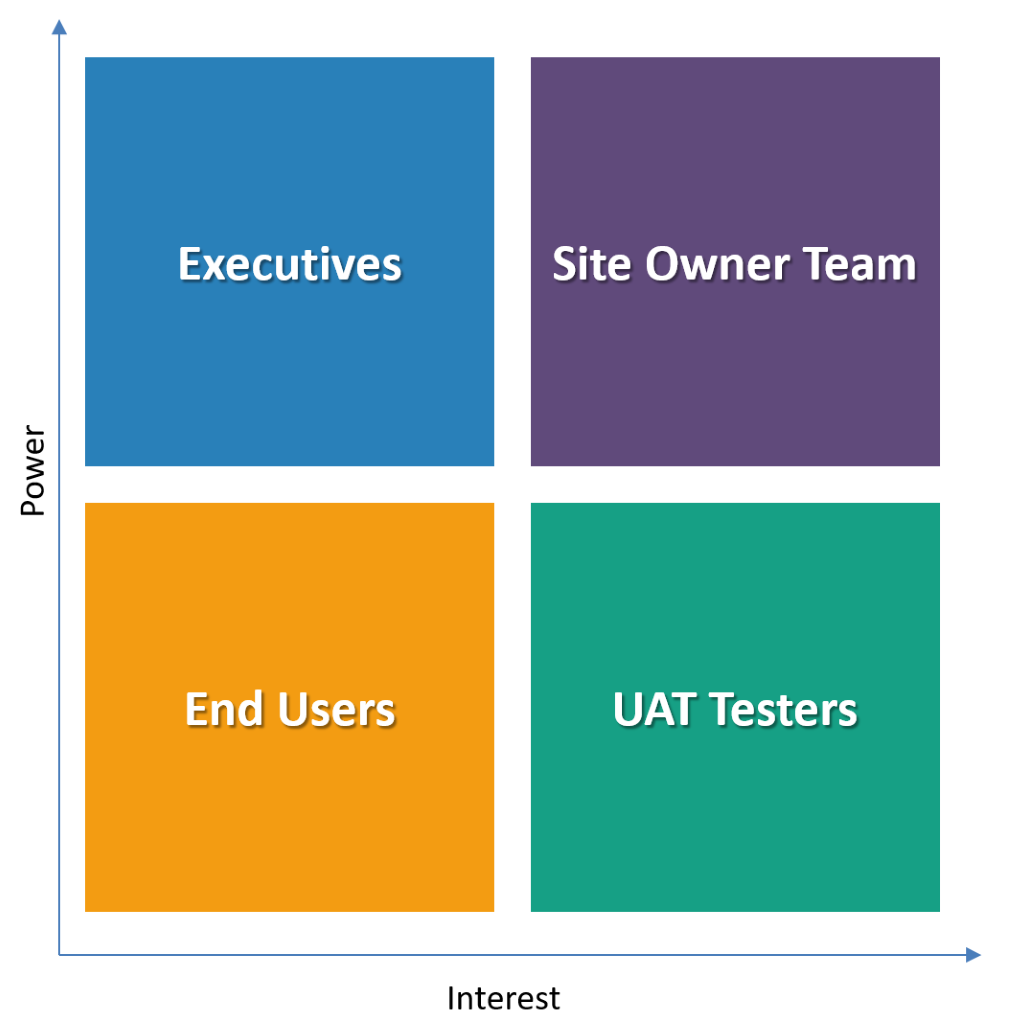 Executives
Site Owner Team
Power
End Users
UAT Testers
Interest